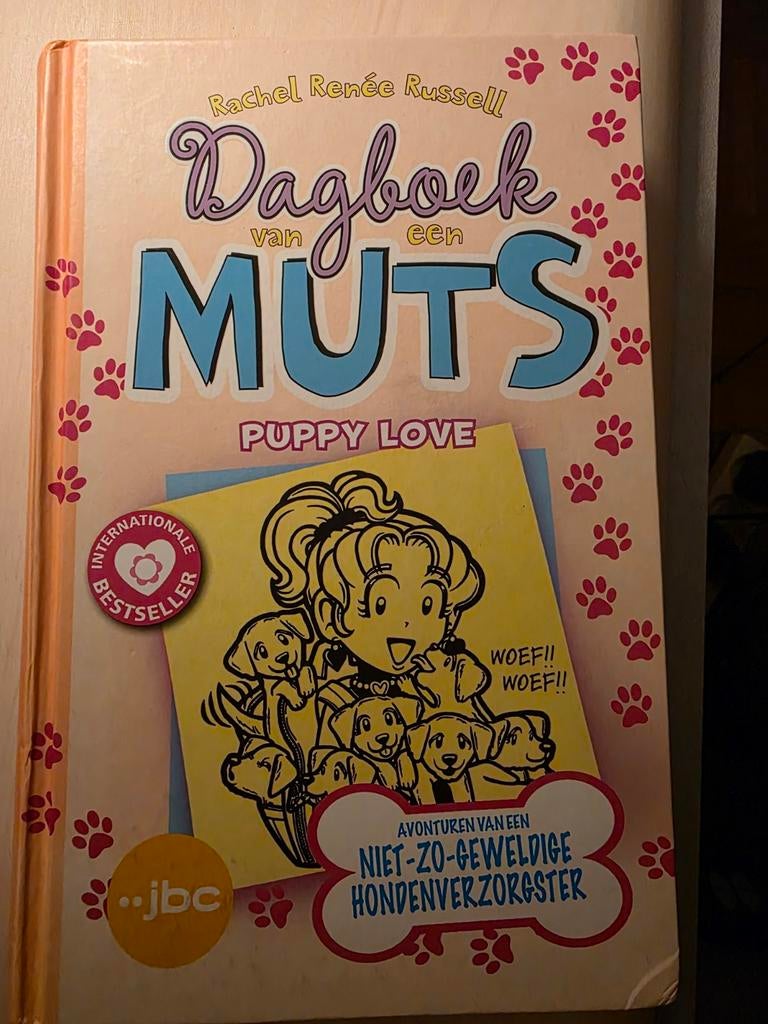 Rachel Renée Russell
Dagboek
van een
MUTS
PUPPY LOVE
INTERNATIONALE
BESTSELLER
WOEF!!
WOEF!!
AVONTUREN VAN EEN
NIET-ZO-GEWELDIGE
HONDENVERZORGSTER
jbc